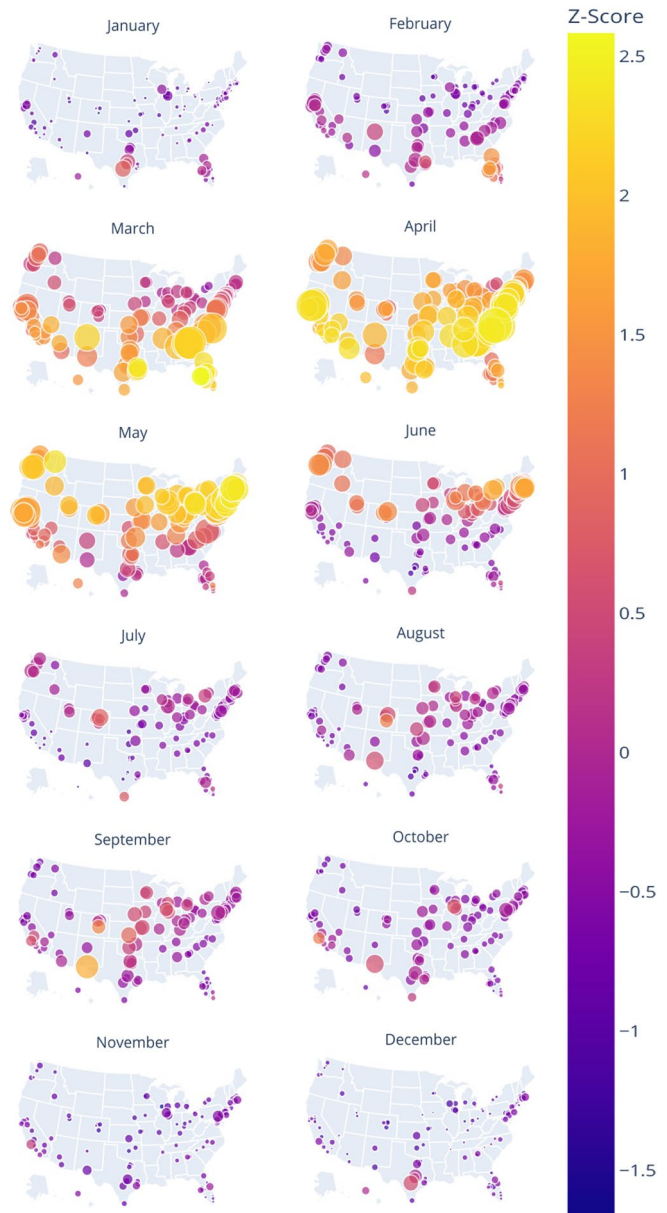 Z-Score
January
February
2.5
2
March
April
1.5
May
June
1
0.5
July
August
0
September
October
−0.5
−1
November
December
−1.5